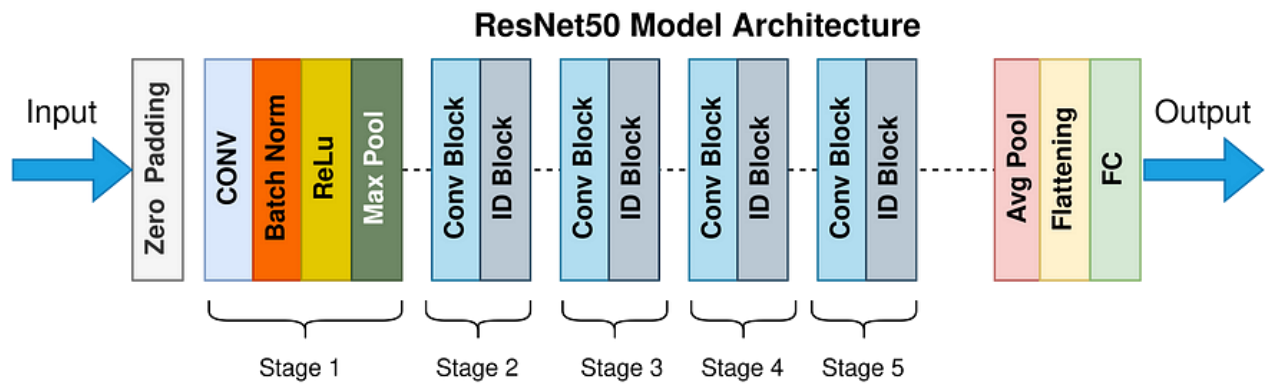 ResNet50 Model Architecture
Input
Zero Padding
CONV
Batch Norm
ReLu
Max Pool
Conv Block
ID Block
Conv Block
ID Block
Conv Block
ID Block
Conv Block
ID Block
Avg Pool
Flattening
FC
Output
Stage 1
Stage 2
Stage 3
Stage 4
Stage 5